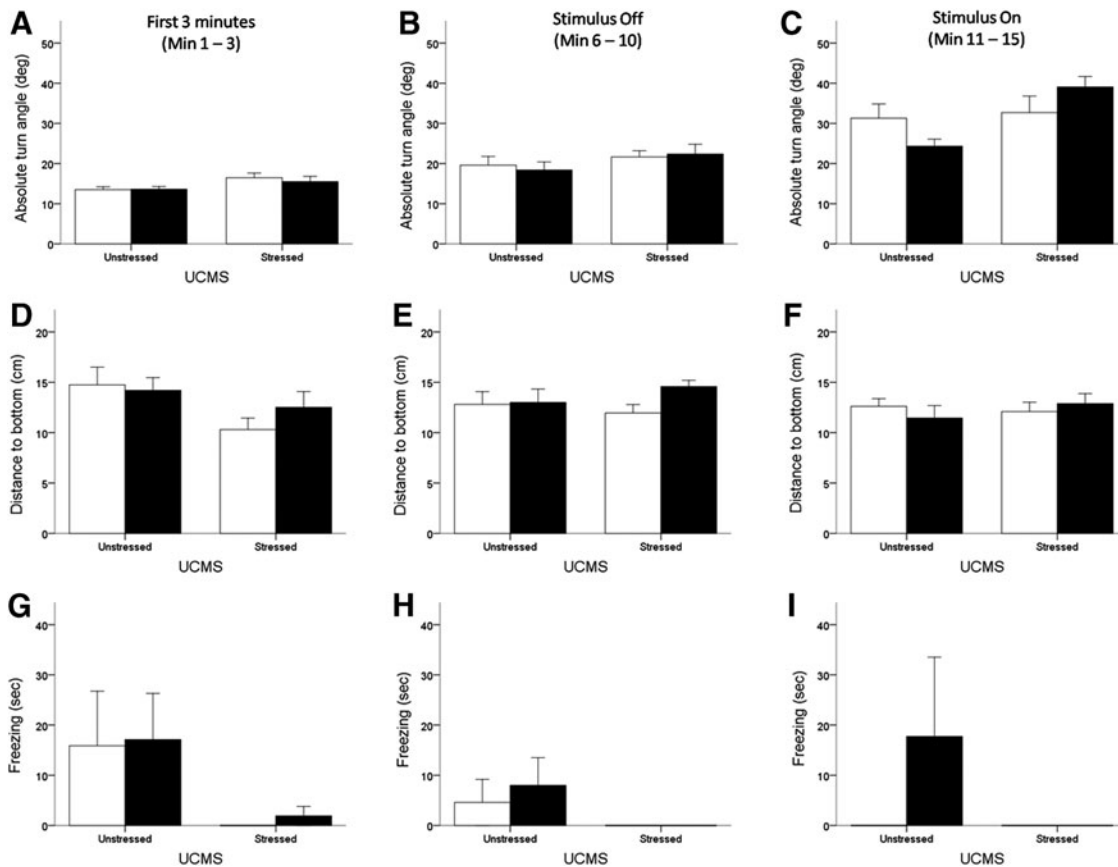 A
First 3 minutes
(Min 1 – 3)
Absolute turn angle (deg)
50
40
30
20
10
0
Unstressed
Stressed
UCMS
B
Stimulus Off
(Min 6 – 10)
Absolute turn angle (deg)
50
40
30
20
10
0
Unstressed
Stressed
UCMS
C
Stimulus On
(Min 11 – 15)
Absolute turn angle (deg)
50
40
30
20
10
0
Unstressed
Stressed
UCMS
D
Distance to bottom (cm)
20
15
10
5
0
Unstressed
Stressed
UCMS
E
Distance to bottom (cm)
20
15
10
5
0
Unstressed
Stressed
UCMS
F
Distance to bottom (cm)
20
15
10
5
0
Unstressed
Stressed
UCMS
G
Freezing (sec)
40
30
20
10
0
Unstressed
Stressed
UCMS
H
Freezing (sec)
40
30
20
10
0
Unstressed
Stressed
UCMS
I
Freezing (sec)
40
30
20
10
0
Unstressed
Stressed
UCMS